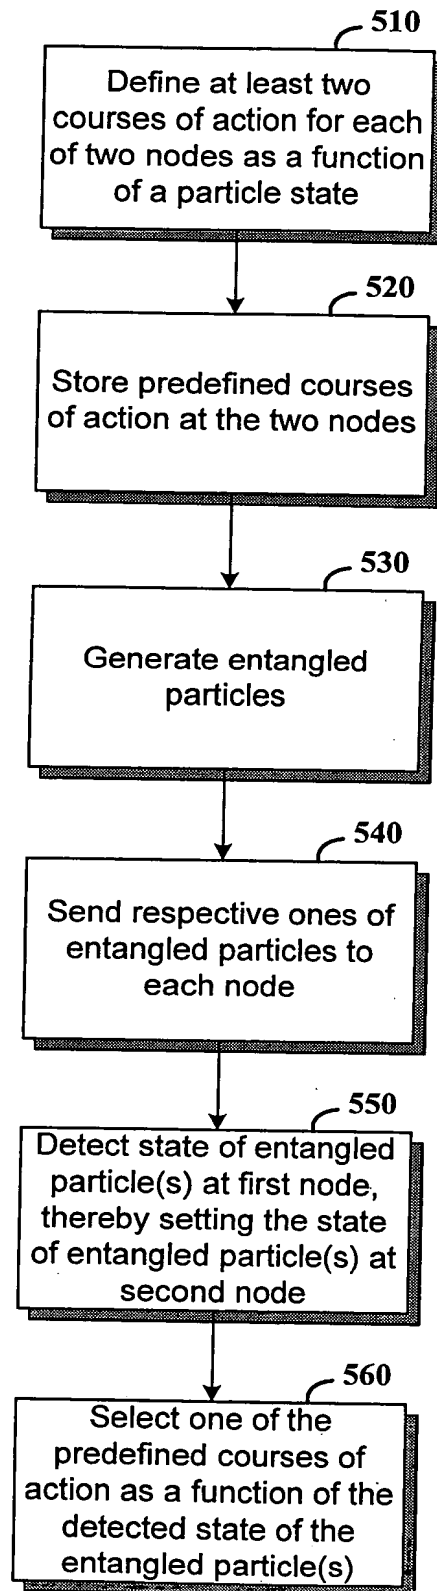 510
Define at least two
courses of action for each
of two nodes as a function
of a particle state
520
Store predefined courses
of action at the two nodes
530
Generate entangled
particles
540
Send respective ones of
entangled particles to
each node
550
Detect state of entangled
particle(s) at first node,
thereby setting the state
of entangled particle(s) at
second node
560
Select one of the
predefined courses of
action as a function of the
detected state of the
entangled particle(s)